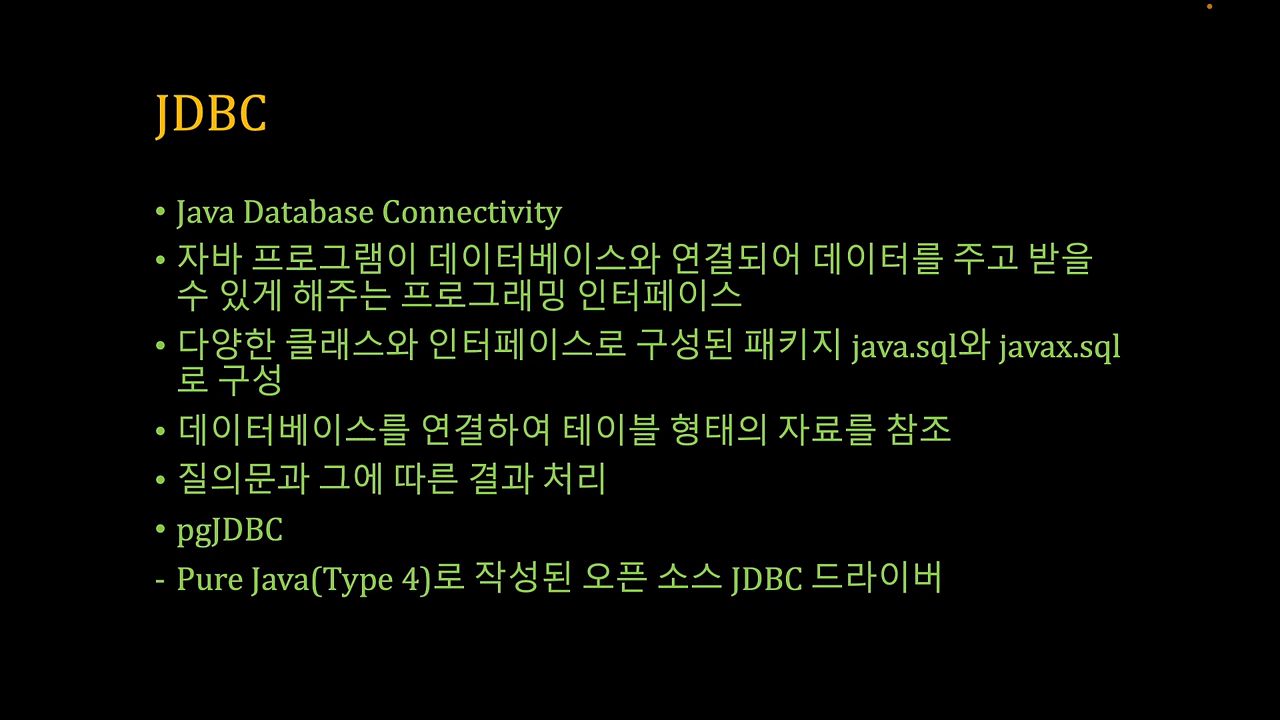 JDBC
• Java Database Connectivity
• 자바 프로그램이 데이터베이스와 연결되어 데이터를 주고 받을
수 있게 해주는 프로그래밍 인터페이스
• 다양한 클래스와 인터페이스로 구성된 패키지 java.sql와 javax.sql
로 구성
• 데이터베이스를 연결하여 테이블 형태의 자료를 참조
• 질의문과 그에 따른 결과 처리
• pgJDBC
- Pure Java(Type 4)로 작성된 오픈 소스 JDBC 드라이버